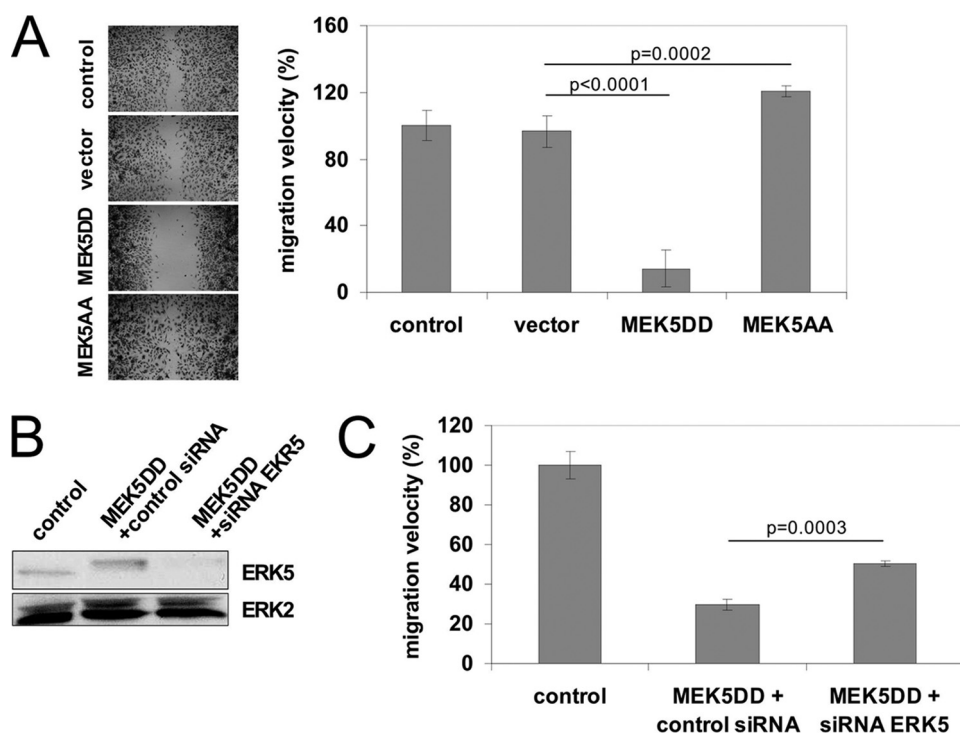 A
control
vector
MEK5DD
MEK5AA
migration velocity (%)
160
120
80
40
0
p=0.0002
p<0.0001
control
vector
MEK5DD
MEK5AA
B
control
MEK5DD
+control siRNA
MEK5DD
+siRNA EKR5
ERK5
ERK2
C
migration velocity (%)
120
100
80
60
40
20
0
p=0.0003
control
MEK5DD +
control siRNA
MEK5DD +
siRNA ERK5